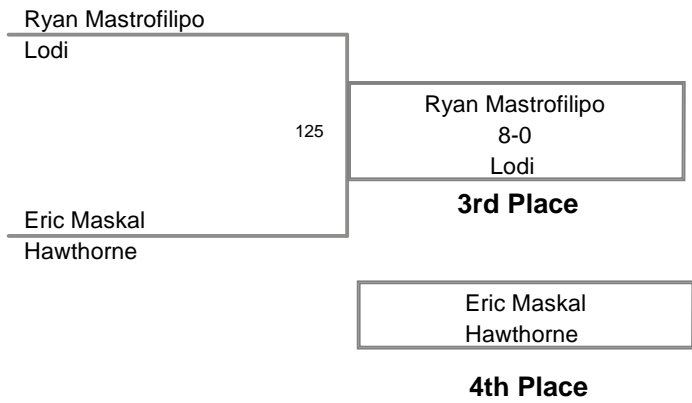 Ryan Mastrofilipo
Lodi
125
Ryan Mastrofilipo
8-0
Lodi
3rd Place
Eric Maskal
Hawthorne
Eric Maskal
Hawthorne
4th Place